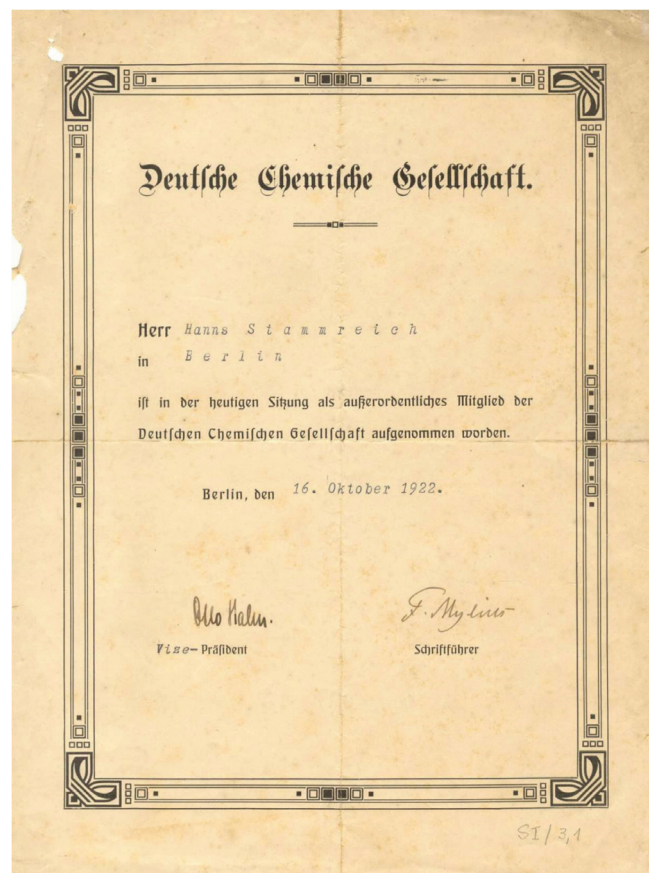 Deutſche Chemiſche Geſellſchaft.
Herr Hanns Stammreich
in Berlin
iſt in der heutigen Sitzung als außerordentliches Mitglied der
Deutſchen Chemiſchen Geſellſchaft aufgenommen worden.
Berlin, den 16. Oktober 1922.
Otto Hahn. F. Mylius
Vize-Präſident Schriftführer
SI/3,1